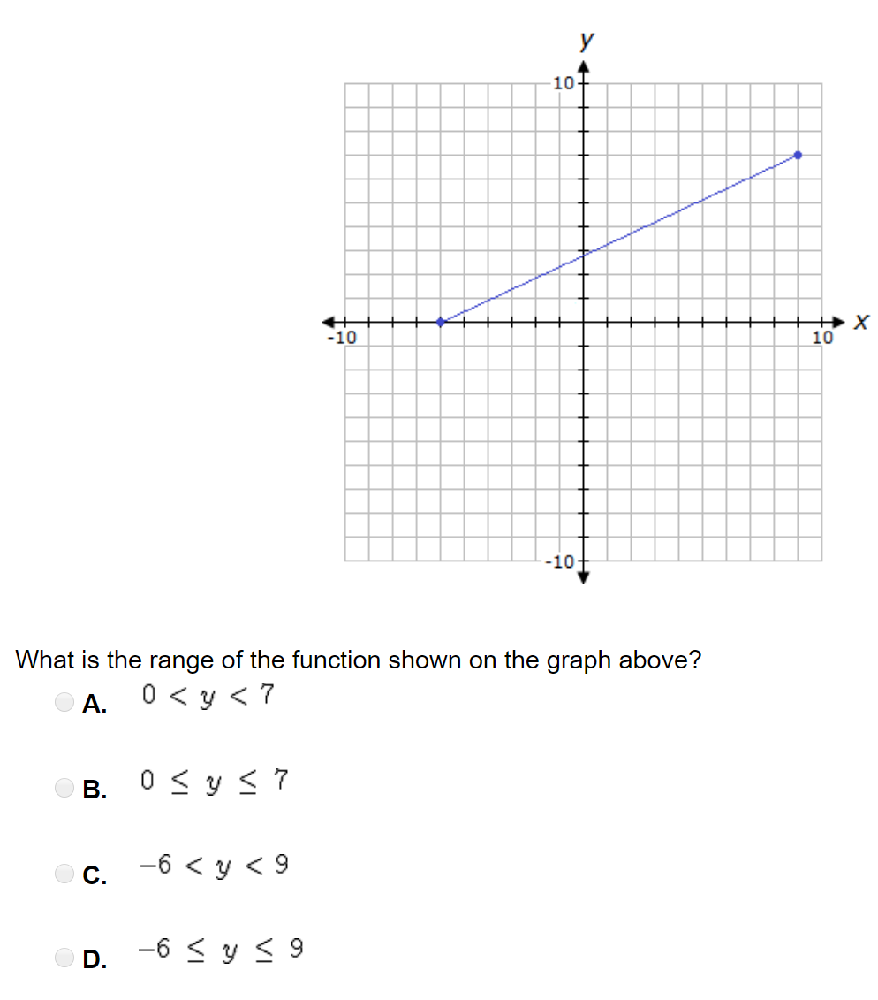 y
10
-10
10
x
-10
What is the range of the function shown on the graph above?
A. 0 < y < 7
B. 0 ≤ y ≤ 7
C. −6 < y < 9
D. −6 ≤ y ≤ 9